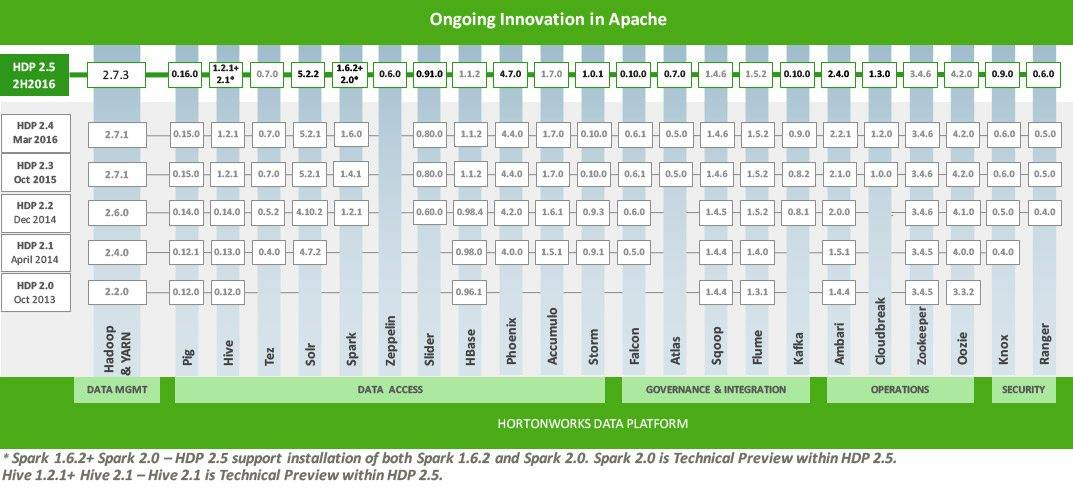 Ongoing Innovation in Apache
HDP 2.5
2H2016
2.7.3 0.16.0 1.2.1+ 2.1* 0.7.0 5.2.2 1.6.2+ 2.0* 0.6.0 0.91.0 1.1.2 4.7.0 1.7.0 1.0.1 0.10.0 0.7.0 1.4.6 1.5.2 0.10.0 2.4.0 1.3.0 3.4.6 4.2.0 0.9.0 0.6.0
HDP 2.4
Mar 2016
2.7.1 0.15.0 1.2.1 0.7.0 5.2.1 1.6.0 0.80.0 1.1.2 4.4.0 1.7.0 0.10.0 0.6.1 0.5.0 1.4.6 1.5.2 0.9.0 2.2.1 1.2.0 3.4.6 4.2.0 0.6.0 0.5.0
HDP 2.3
Oct 2015
2.7.1 0.15.0 1.2.1 0.7.0 5.2.1 1.4.1 0.80.0 1.1.2 4.4.0 1.7.0 0.10.0 0.6.1 0.5.0 1.4.6 1.5.2 0.8.2 2.1.0 1.0.0 3.4.6 4.2.0 0.6.0 0.5.0
HDP 2.2
Dec 2014
2.6.0 0.14.0 0.14.0 0.5.2 4.10.2 1.2.1 0.60.0 0.98.4 4.2.0 1.6.1 0.9.3 0.6.0 1.4.5 1.5.2 0.8.1 2.0.0 3.4.6 4.1.0 0.5.0 0.4.0
HDP 2.1
April 2014
2.4.0 0.12.1 0.13.0 0.4.0 4.7.2 0.98.0 4.0.0 1.5.1 0.9.1 0.5.0 1.4.4 1.4.0 1.5.1 3.4.5 4.0.0 0.4.0
HDP 2.0
Oct 2013
2.2.0 0.12.0 0.12.0 0.96.1 1.4.4 1.3.1 1.4.4 3.4.5 3.3.2
Hadoop
& YARN
Pig
Hive
Tez
Solr
Spark
Zeppelin
Slider
HBase
Phoenix
Accumulo
Storm
Falcon
Atlas
Sqoop
Flume
Kafka
Ambari
Cloudbreak
Zookeeper
Oozie
Knox
Ranger
DATA MGMT DATA ACCESS GOVERNANCE & INTEGRATION OPERATIONS SECURITY
HORTONWORKS DATA PLATFORM
* Spark 1.6.2+ Spark 2.0 – HDP 2.5 support installation of both Spark 1.6.2 and Spark 2.0. Spark 2.0 is Technical Preview within HDP 2.5.
Hive 1.2.1+ Hive 2.1 – Hive 2.1 is Technical Preview within HDP 2.5.